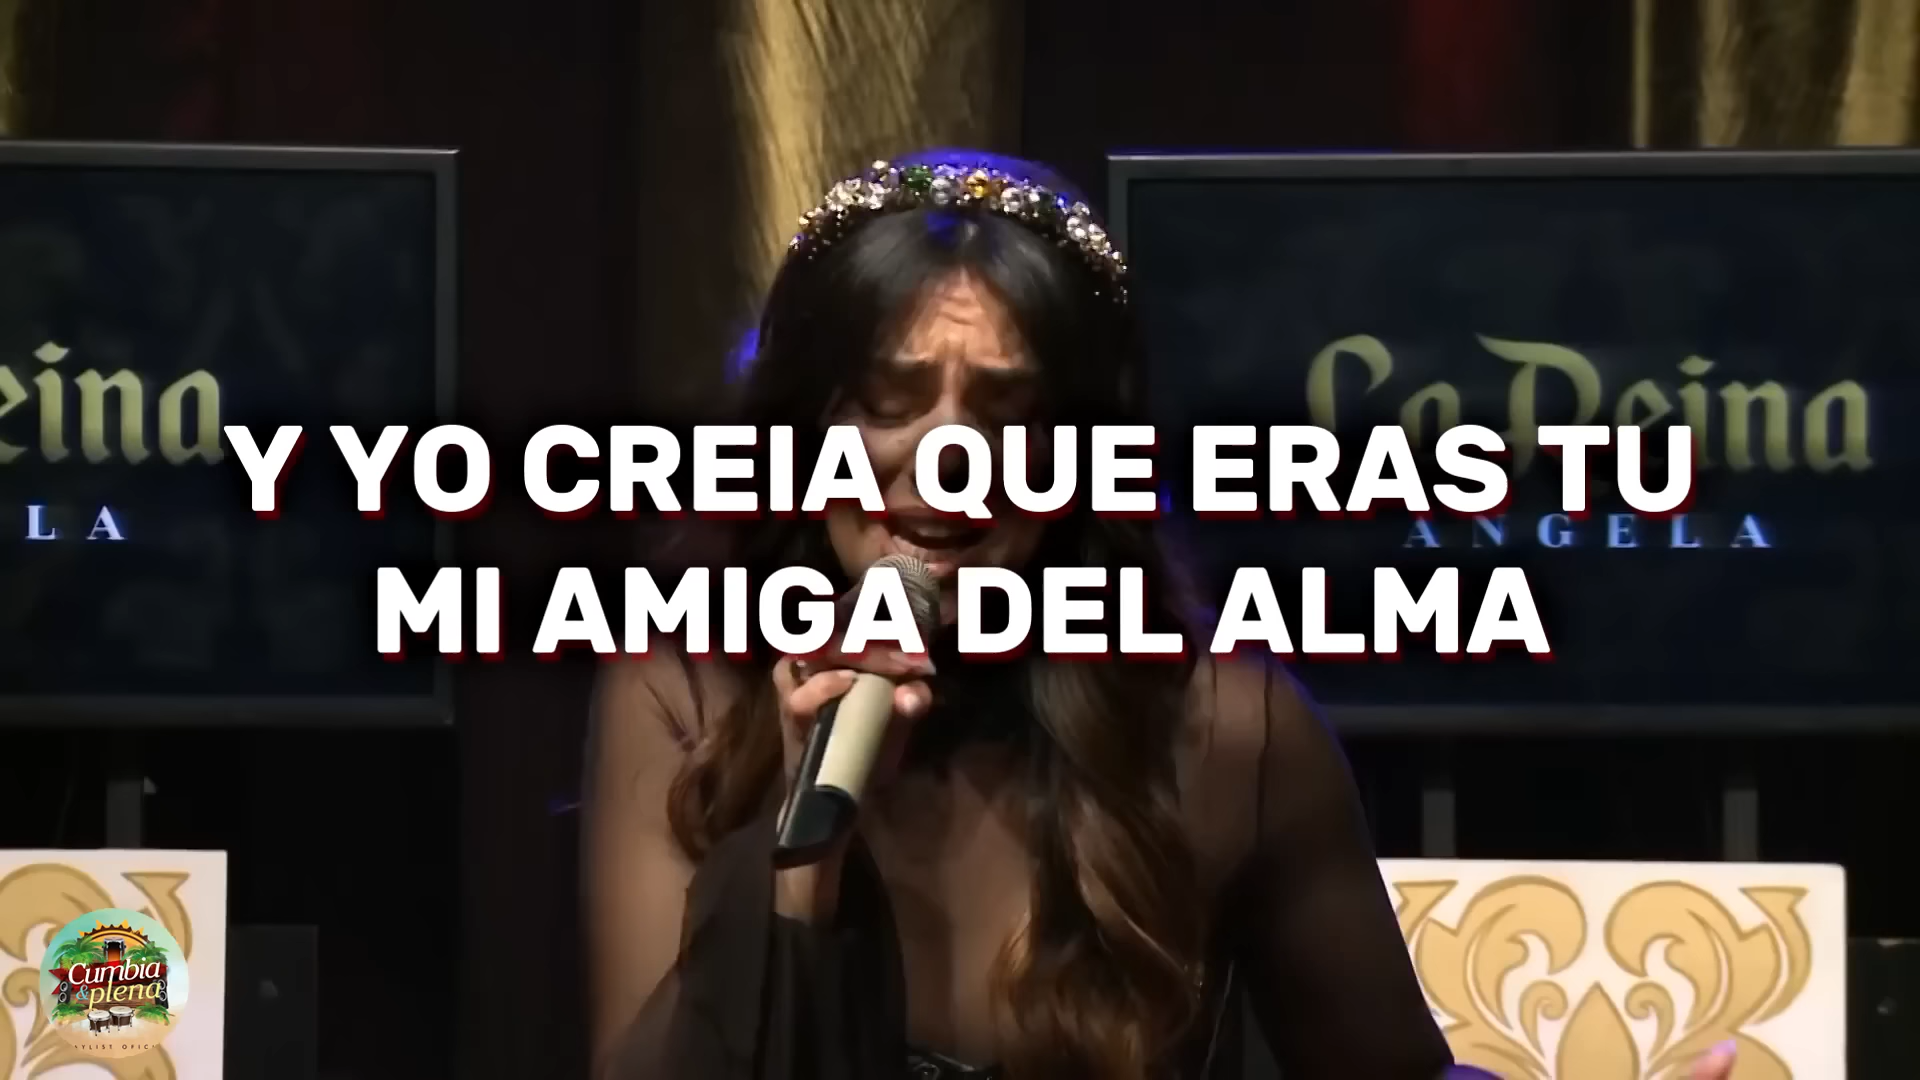 eina
La Reina
Y YO CREIA QUE ERAS TU
LA
ANGELA
MI AMIGA DEL ALMA
Cumbia
&plena